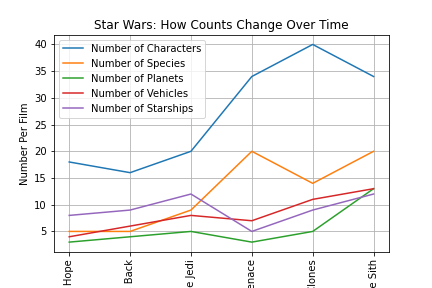 Star Wars: How Counts Change Over Time
Number of Characters
Number of Species
Number of Planets
Number of Vehicles
Number of Starships
Number Per Film
40
35
30
25
20
15
10
5
Hope
Back
e Jedi
enace
lones
e Sith